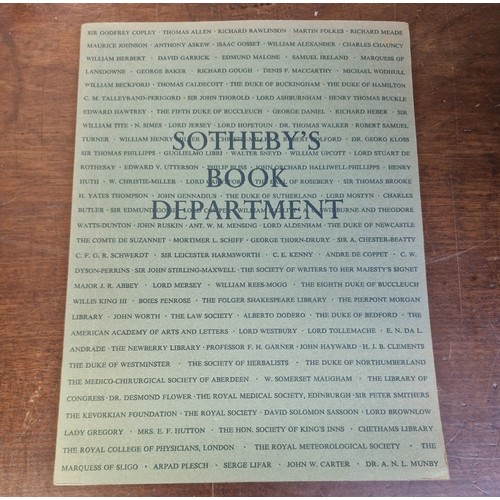 SIR GODFREY COPLEY · THOMAS ALLEN · RICHARD RAWLINSON · MARTIN FOLKES · RICHARD MEADE
MAURICE JOHNSON · ANTHONY ASKEW · ISAAC GOSSET · WILLIAM ALEXANDER · CHARLES CHAUNCY
WILLIAM HERBERT · DAVID GARRICK · EDMUND MALONE · SAMUEL IRELAND · MARQUESS OF
LANSDOWNE · GEORGE BAKER · RICHARD GOUGH · DENIS F. MACCARTHY · MICHAEL WODHULL
WILLIAM BECKFORD · THOMAS CALDECOTT · THE DUKE OF BUCKINGHAM · THE DUKE OF HAMILTON
C. M. TALLEYRAND-PERIGORD · SIR JOHN THOROLD · LORD ASHBURNHAM · HENRY THOMAS BUCKLE
EDWARD HAWTREY · THE FIFTH DUKE OF BUCCLEUCH · GEORGE DANIEL · RICHARD HEBER · SIR
WILLIAM TITE · N. SIMES · LORD JERSEY · LORD HOPETOUN · DR. THOMAS WALKER · ROBERT SAMUEL
TURNER · WILLIAM HENRY · DR. GEORG KLOSS
SOTHEBY'S
SIR THOMAS PHILLIPPS · GUGLIELMO LIBRI · WALTER SNEYD · WILLIAM UPCOTT · LORD STUART DE
ROTHESAY · EDWARD V. UTTERSON · PHILIP BLISS · JOHN ORCHARD HALLIWELL-PHILLIPPS · HENRY
BOOK
HUTH · W. CHRISTIE-MILLER · LORD · OF ROSEBERY · SIR THOMAS BROOKE
H. YATES THOMPSON · JOHN GENNADIUS · THE DUKE OF SUTHERLAND · LORD MOSTYN · CHARLES
DEPARTMENT
BUTLER · SIR EDMUND · WILLIAM · SWINBURNE AND THEODORE
WATTS-DUNTON · JOHN RUSKIN · ANT. W. M. MENSING · LORD ALDENHAM · THE DUKE OF NEWCASTLE
THE COMTE DE SUZANNET · MORTIMER L. SCHIFF · GEORGE THORN-DRURY · SIR A. CHESTER-BEATTY
C. F. G. R. SCHWERDT · SIR LEICESTER HARMSWORTH · C. E. KENNY · ANDRE DE COPPET · C. W.
DYSON-PERRINS · SIR JOHN STIRLING-MAXWELL · THE SOCIETY OF WRITERS TO HER MAJESTY'S SIGNET
MAJOR J. R. ABBEY · LORD MERSEY · WILLIAM REES-MOGG · THE EIGHTH DUKE OF BUCCLEUCH
WILLIS KING III · BOIES PENROSE · THE FOLGER SHAKESPEARE LIBRARY · THE PIERPONT MORGAN
LIBRARY · JOHN WORTH · THE LAW SOCIETY · ALBERTO DODERO · THE DUKE OF BEDFORD · THE
AMERICAN ACADEMY OF ARTS AND LETTERS · LORD WESTBURY · LORD TOLLEMACHE · E. N. DA L.
ANDRADE · THE NEWBERRY LIBRARY · PROFESSOR F. H. GARNER · JOHN HAYWARD · H. J. B. CLEMENTS
THE DUKE OF WESTMINSTER · THE SOCIETY OF HERBALISTS · THE DUKE OF NORTHUMBERLAND
THE MEDICO-CHIRURGICAL SOCIETY OF ABERDEEN · W. SOMERSET MAUGHAM · THE LIBRARY OF
CONGRESS · DR. DESMOND FLOWER · THE ROYAL MEDICAL SOCIETY, EDINBURGH · SIR PETER SMITHERS
THE KEVORKIAN FOUNDATION · THE ROYAL SOCIETY · DAVID SOLOMON SASSOON · LORD BROWNLOW
LADY GREGORY · MRS. E. F. HUTTON · THE HON. SOCIETY OF KING'S INNS · CHETHAMS LIBRARY
THE ROYAL COLLEGE OF PHYSICIANS, LONDON · THE ROYAL METEOROLOGICAL SOCIETY · THE
MARQUESS OF SLIGO · ARPAD PLESCH · SERGE LIFAR · JOHN W. CARTER · DR. A. N. L. MUNBY